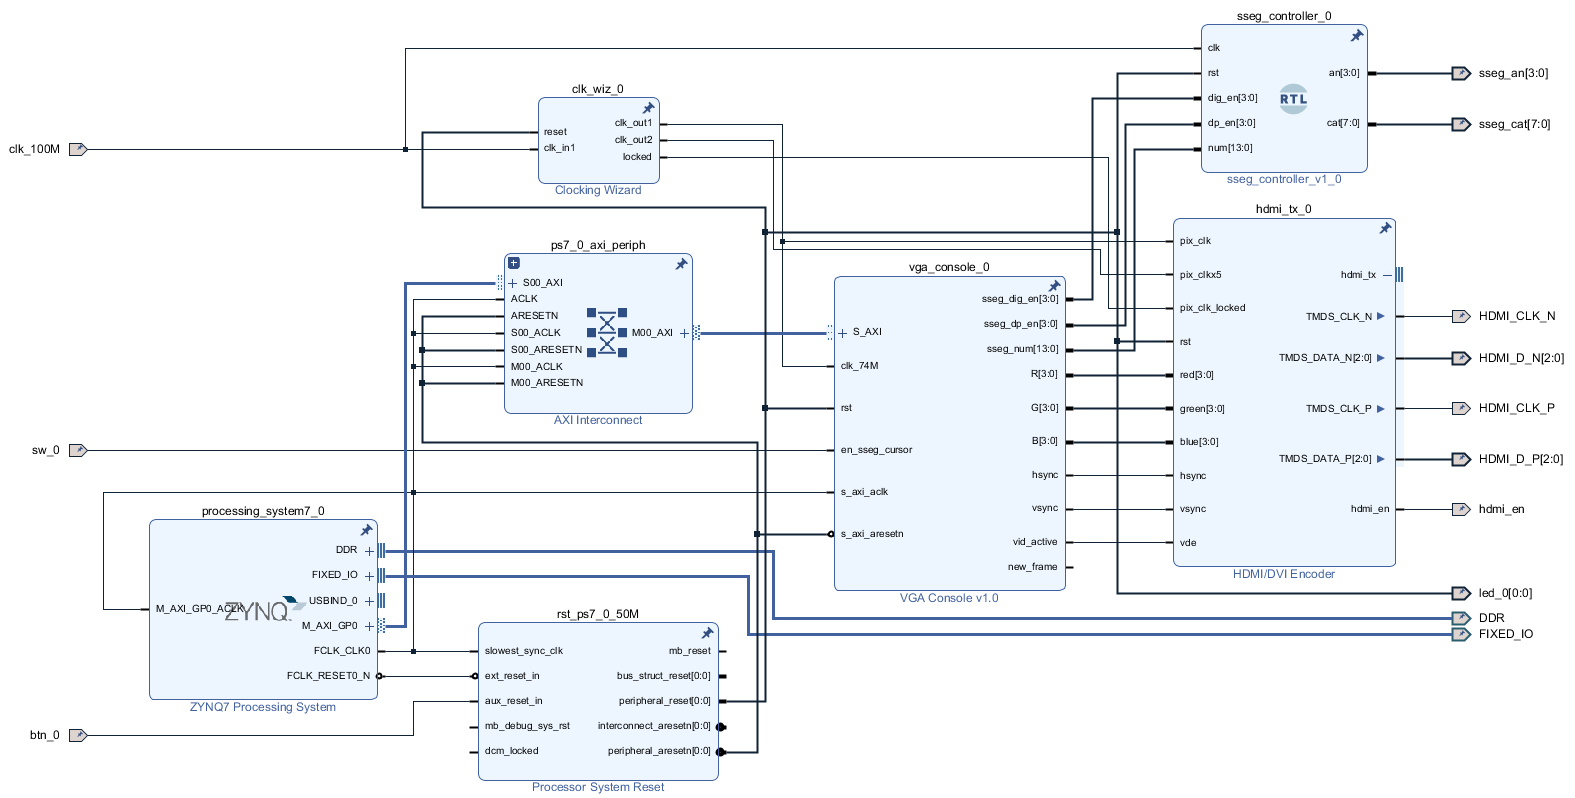 sseg_controller_0
clk
rst
dig_en[3:0]
dp_en[3:0]
num[13:0]
RTL
an[3:0]
cat[7:0]
sseg_controller_v1_0
sseg_an[3:0]
sseg_cat[7:0]
clk_100M
clk_wiz_0
reset
clk_in1
clk_out1
clk_out2
locked
Clocking Wizard
ps7_0_axi_periph
S00_AXI
ACLK
ARESETN
S00_ACLK
S00_ARESETN
M00_ACLK
M00_ARESETN
M00_AXI
AXI Interconnect
vga_console_0
S_AXI
clk_74M
rst
en_sseg_cursor
s_axi_aclk
s_axi_aresetn
sseg_dig_en[3:0]
sseg_dp_en[3:0]
sseg_num[13:0]
R[3:0]
G[3:0]
B[3:0]
hsync
vsync
vid_active
new_frame
VGA Console v1.0
hdmi_tx_0
pix_clk
pix_clkx5
pix_clk_locked
rst
red[3:0]
green[3:0]
blue[3:0]
hsync
vsync
vde
hdmi_tx
TMDS_CLK_N
TMDS_DATA_N[2:0]
TMDS_CLK_P
TMDS_DATA_P[2:0]
hdmi_en
HDMI/DVI Encoder
HDMI_CLK_N
HDMI_D_N[2:0]
HDMI_CLK_P
HDMI_D_P[2:0]
hdmi_en
led_0[0:0]
DDR
FIXED_IO
sw_0
processing_system7_0
M_AXI_GP0_ACLK
ZYNQ
DDR
FIXED_IO
USBIND_0
M_AXI_GP0
FCLK_CLK0
FCLK_RESET0_N
ZYNQ7 Processing System
btn_0
rst_ps7_0_50M
slowest_sync_clk
ext_reset_in
aux_reset_in
mb_debug_sys_rst
dcm_locked
mb_reset
bus_struct_reset[0:0]
peripheral_reset[0:0]
interconnect_aresetn[0:0]
peripheral_aresetn[0:0]
Processor System Reset